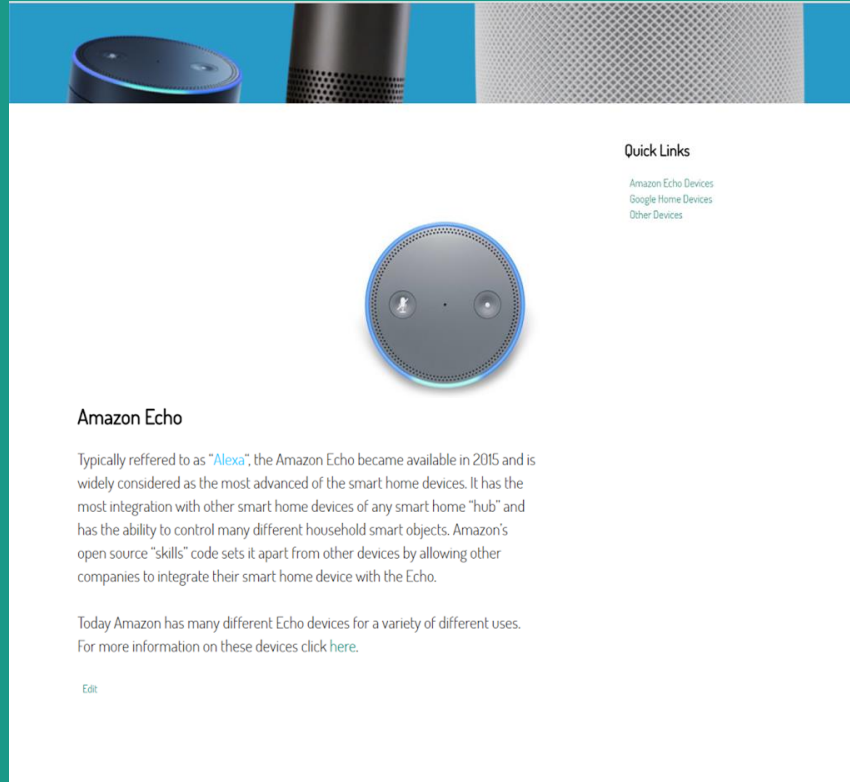 Quick Links
Amazon Echo Devices
Google Home Devices
Other Devices
Amazon Echo
Typically reffered to as “Alexa“, the Amazon Echo became available in 2015 and is
widely considered as the most advanced of the smart home devices. It has the
most integration with other smart home devices of any smart home “hub” and
has the ability to control many different household smart objects. Amazon’s
open source “skills” code sets it apart from other devices by allowing other
companies to integrate their smart home device with the Echo.
Today Amazon has many different Echo devices for a variety of different uses.
For more information on these devices click here.
Edit